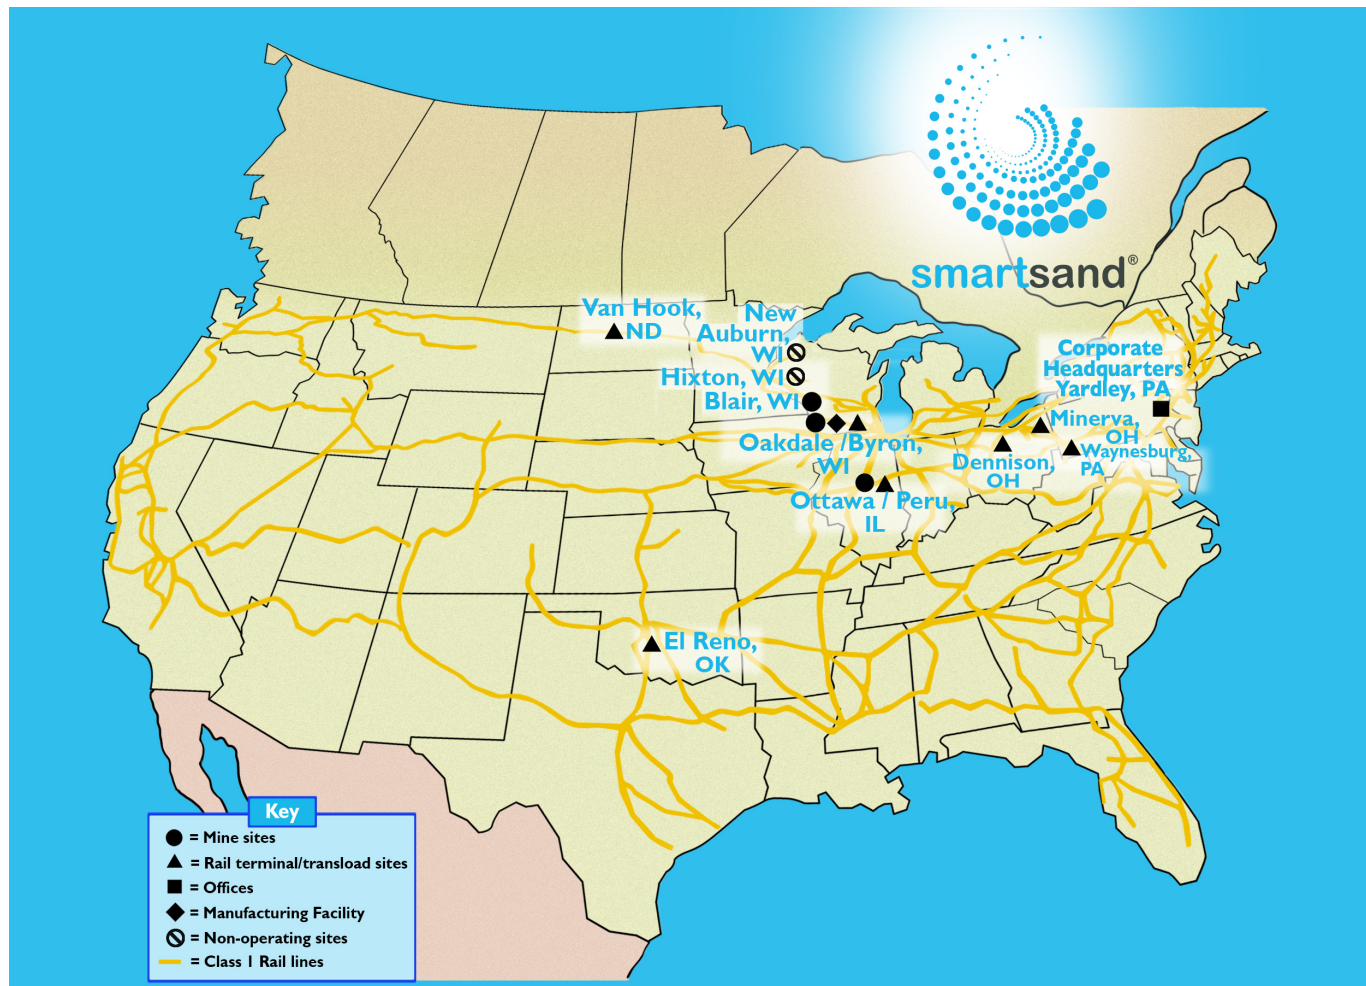 smartsand®
Van Hook,
ND
New
Auburn,
WI
Hixton, WI
Blair, WI
Oakdale /Byron,
WI
Ottawa / Peru,
IL
El Reno,
OK
Corporate
Headquarters
Yardley, PA
Minerva,
OH
Waynesburg,
PA
Dennison,
OH
Key
= Mine sites
= Rail terminal/transload sites
= Offices
= Manufacturing Facility
= Non-operating sites
= Class 1 Rail lines